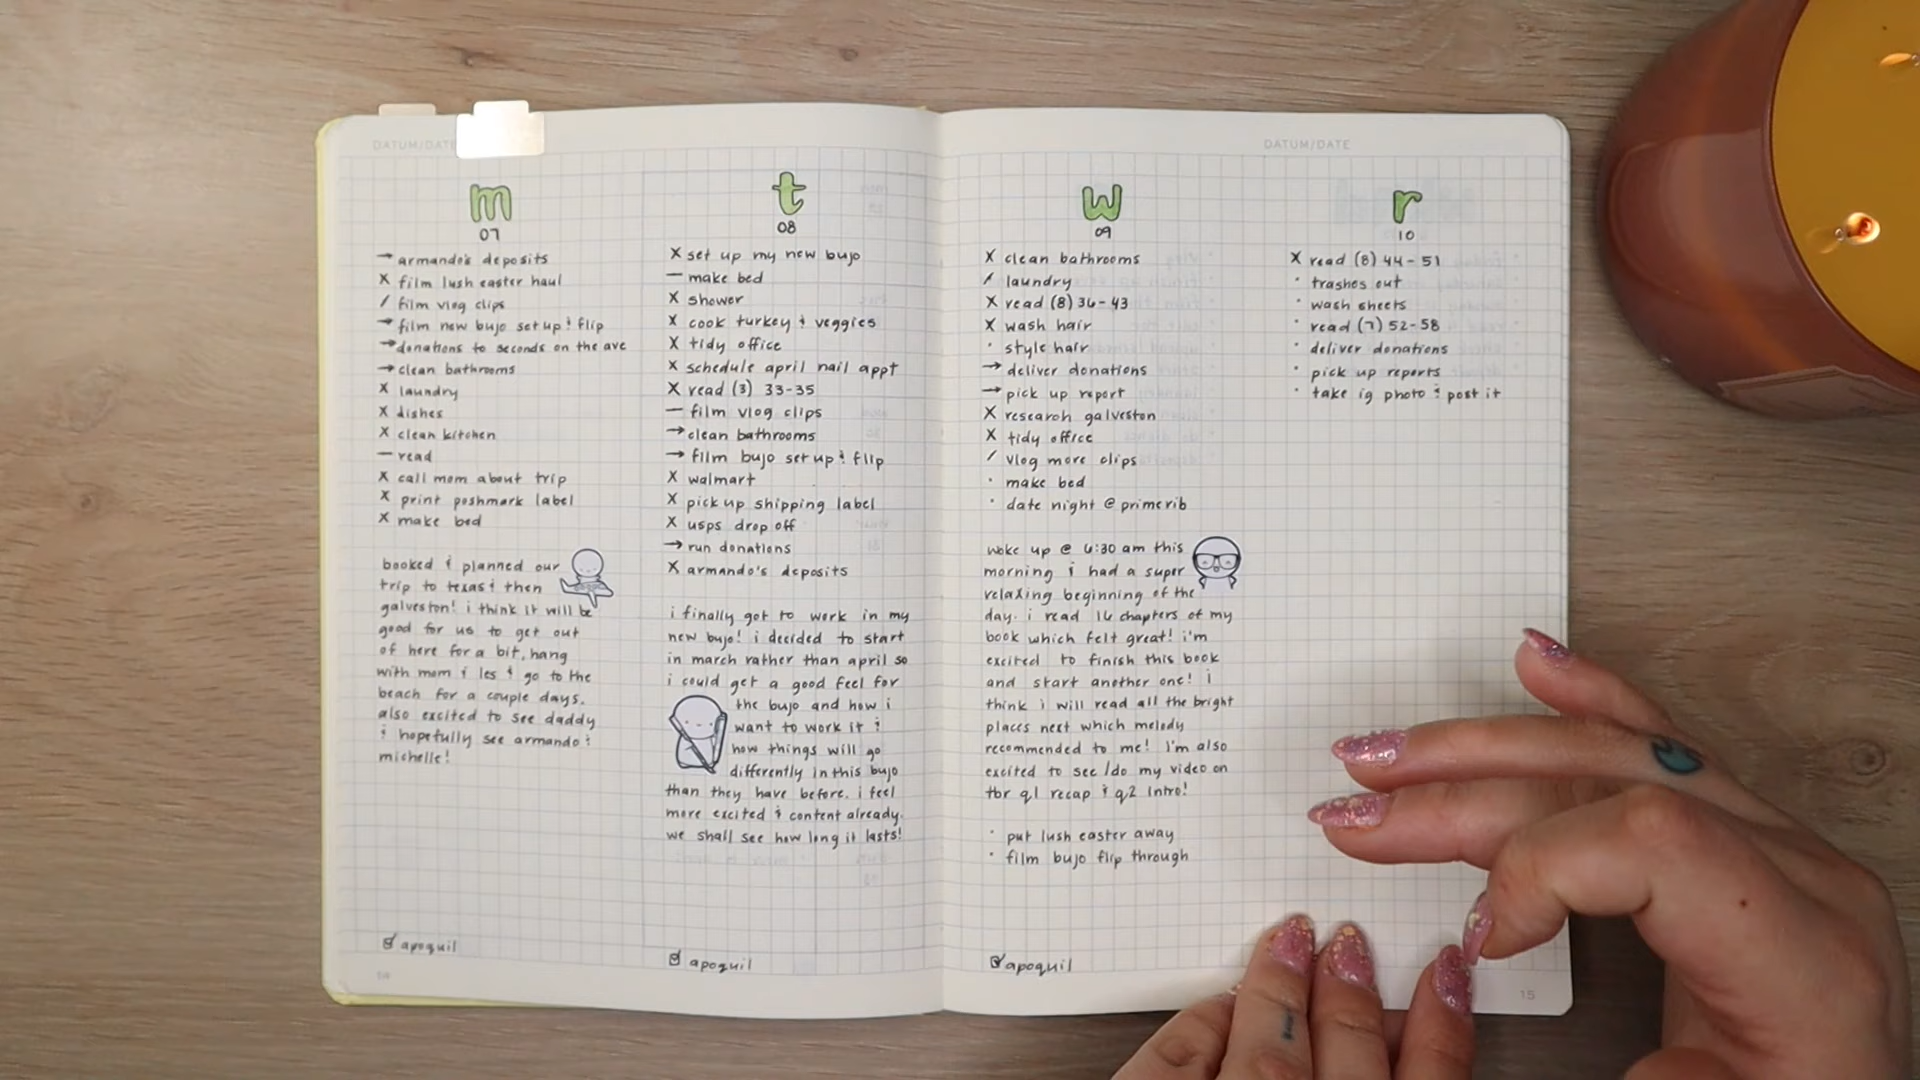 DATUM/DATE
m
07
→ armando's deposits
X film lush easter haul
/ film vlog clips
→ film new bujo set up & flip
→ donations to seconds on the ave
→ clean bathrooms
X laundry
X dishes
X clean kitchen
— read
X call mom about trip
X print poshmark label
X make bed
booked & planned our
trip to texas & then
galveston! i think it will be
good for us to get out
of here for a bit, hang
with mom & les & go to the
beach for a couple days.
also excited to see daddy
& hopefully see armando &
michelle!
☑ apoquil
14
t
08
X set up my new bujo
— make bed
X shower
X cook turkey & veggies
X tidy office
X schedule april nail appt
X read (3) 33-35
— film vlog clips
→ clean bathrooms
→ film bujo set up & flip
X walmart
X pick up shipping label
X usps drop off
→ run donations
X armando's deposits
i finally got to work in my
new bujo! i decided to start
in march rather than april so
i could get a good feel for
the bujo and how i
want to work it &
how things will go
differently in this bujo
than they have before. i feel
more excited & content already.
we shall see how long it lasts!
☑ apoquil
w
09
X clean bathrooms
/ laundry
X read (8) 36-43
X wash hair
· style hair
→ deliver donations
→ pick up report
X research galveston
X tidy office
/ vlog more clips
· make bed
· date night @ primerib
woke up @ 6:30 am this
morning & had a super
relaxing beginning of the
day. i read 16 chapters of my
book which felt great! i'm
excited to finish this book
and start another one! i
think i will read all the bright
places next which melody
recommended to me! I'm also
excited to see/do my video on
tbr q1 recap & q2 intro!
· put lush easter away
· film bujo flip through
☑ apoquil
DATUM/DATE
r
10
X read (8) 44-51
· trashes out
· wash sheets
· read (7) 52-58
· deliver donations
· pick up reports
· take ig photo & post it
15